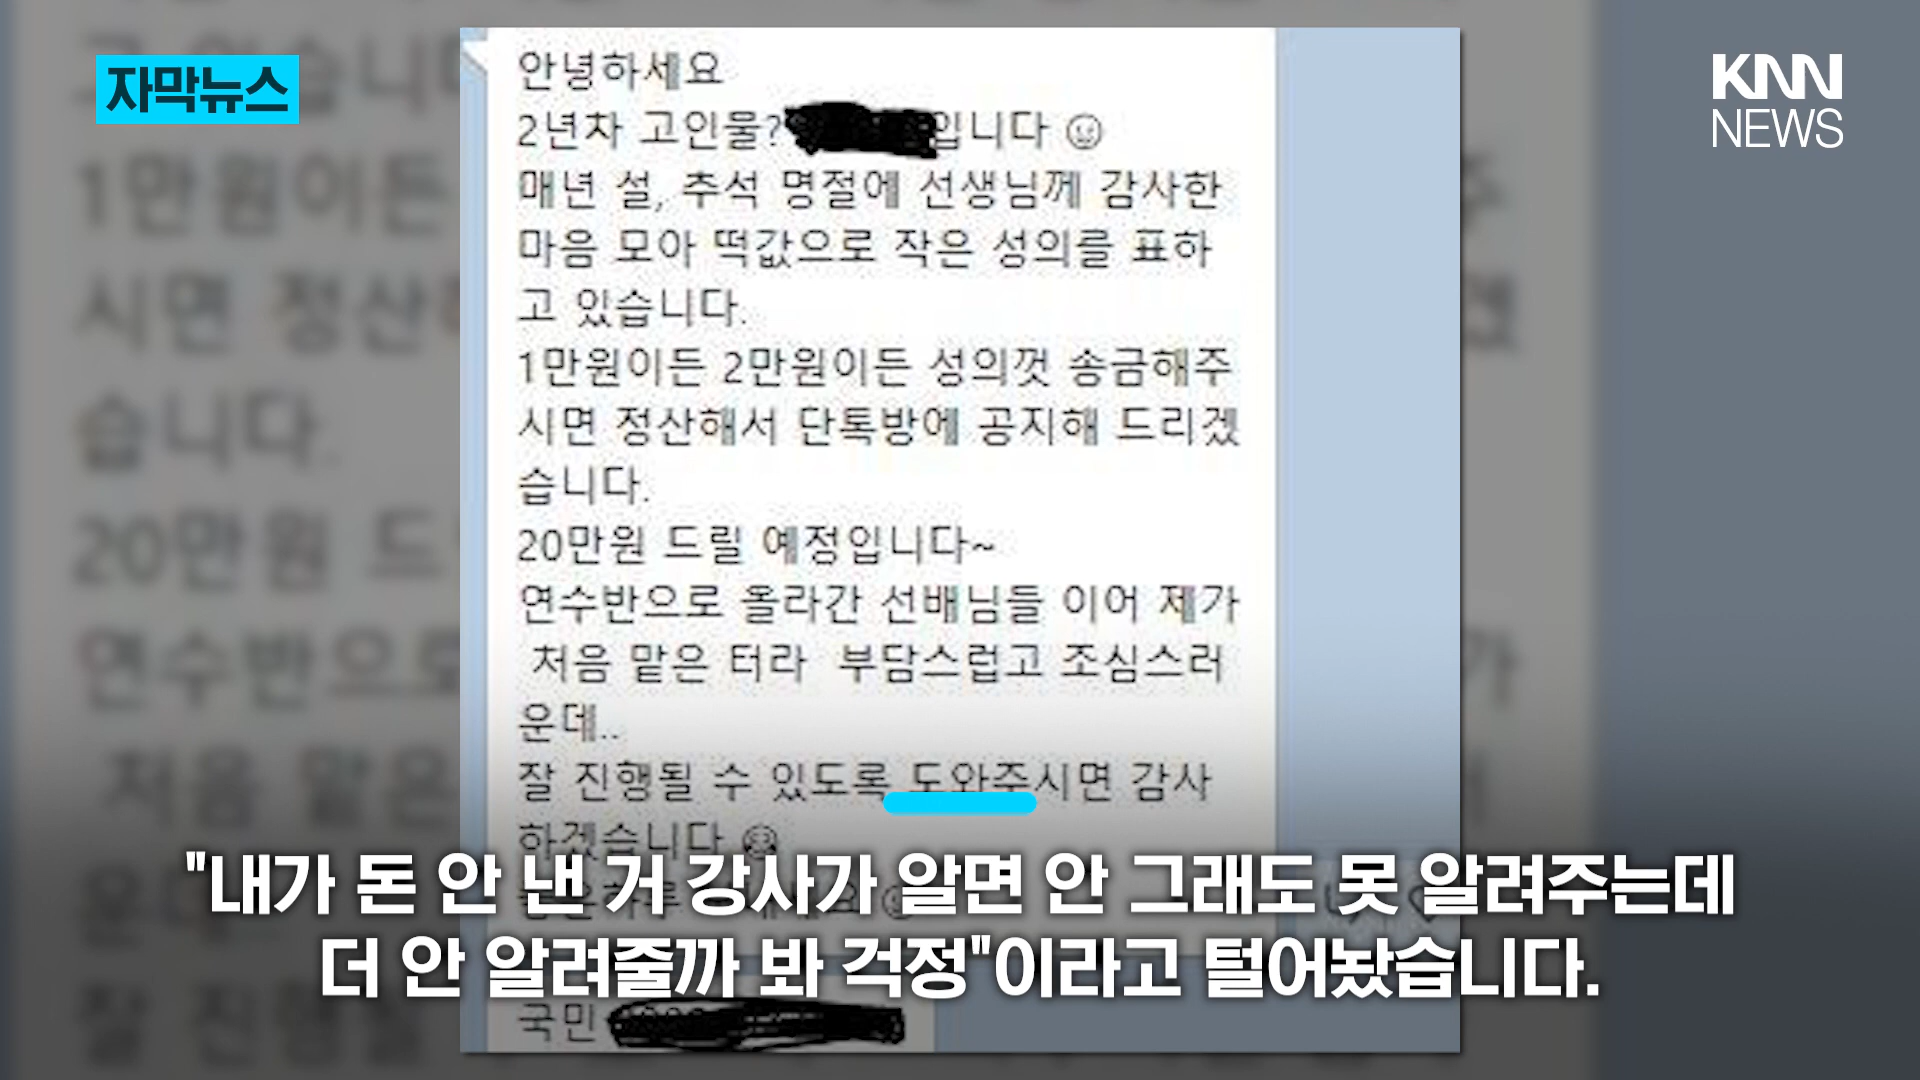 자막뉴스
KNN
NEWS
안녕하세요
2년차 고인물? 입니다
매년 설, 추석 명절에 선생님께 감사한
마음 모아 떡값으로 작은 성의를 표하
고 있습니다.
1만원이든 2만원이든 성의껏 송금해주
시면 정산해서 단톡방에 공지해 드리겠
습니다.
20만원 드릴 예정입니다~
연수반으로 올라간 선배님들 이어 제가
처음 맡은 터라 부담스럽고 조심스러
운데..
잘 진행될 수 있도록 도와주시면 감사
하겠습니다
"내가 돈 안 낸 거 강사가 알면 안 그래도 못 알려주는데
더 안 알려줄까 봐 걱정"이라고 털어놨습니다.
국민